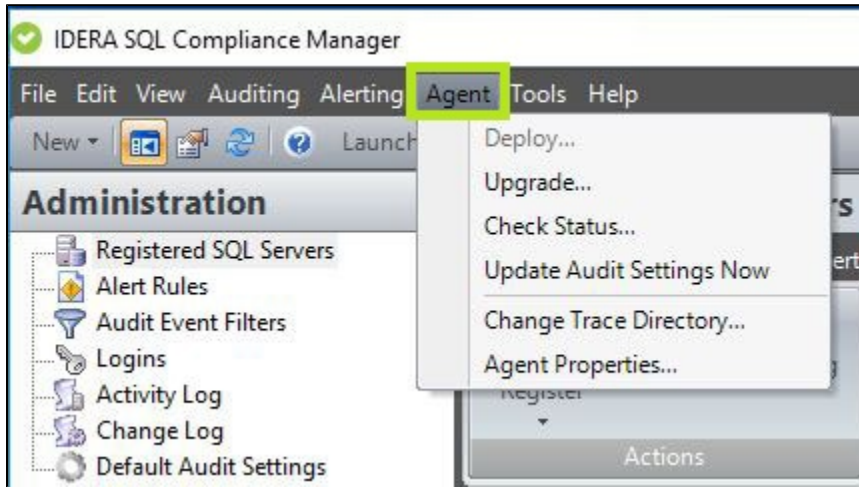 IDERA SQL Compliance Manager
File Edit View Auditing Alerting Agent Tools Help
New Launch
Deploy...
Upgrade...
Check Status...
Update Audit Settings Now
Change Trace Directory...
Agent Properties...
Administration
Registered SQL Servers
Alert Rules
Audit Event Filters
Logins
Activity Log
Change Log
Default Audit Settings
Register
Actions